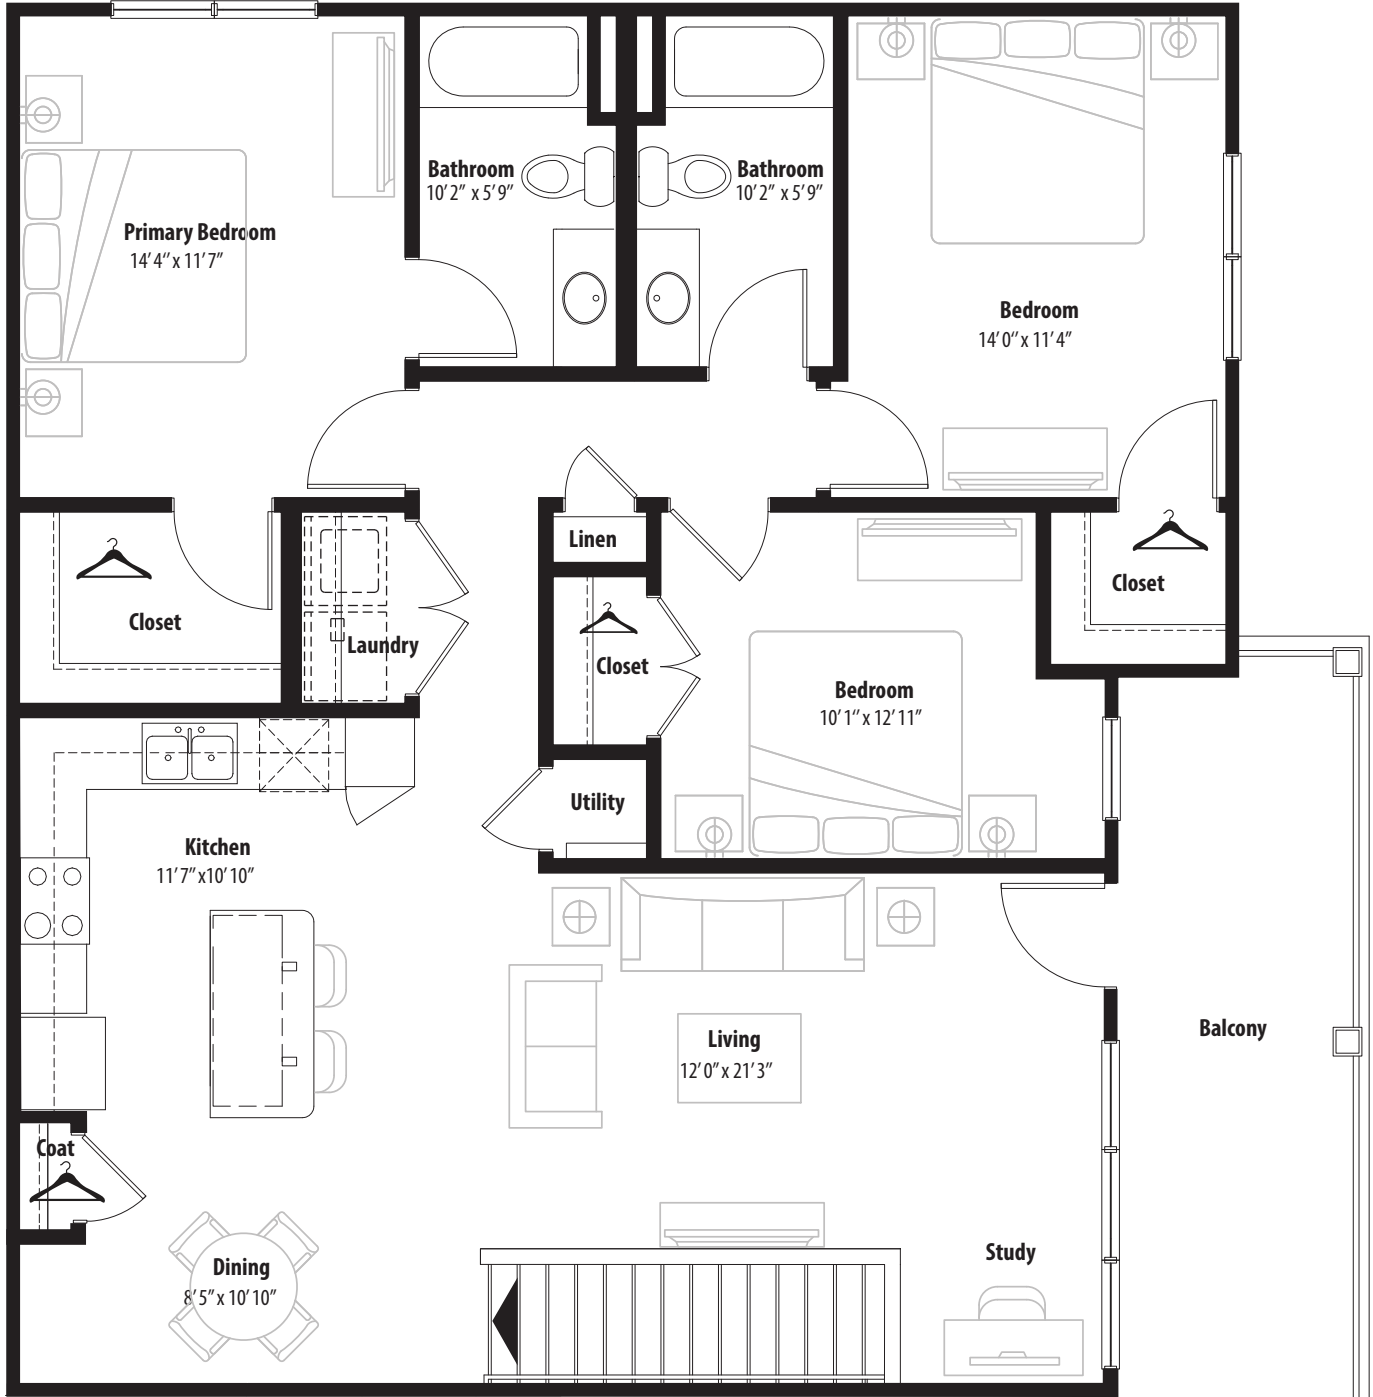 Bathroom
10'2" x 5'9"
Bathroom
10'2" x 5'9"
Primary Bedroom
14'4" x 11'7"
Bedroom
14'0" x 11'4"
Linen
Closet
Closet
Laundry
Closet
Bedroom
10'1" x 12'11"
Utility
Kitchen
11'7" x10'10"
Living
12'0" x 21'3"
Balcony
Coat
Dining
8'5" x 10'10"
Study